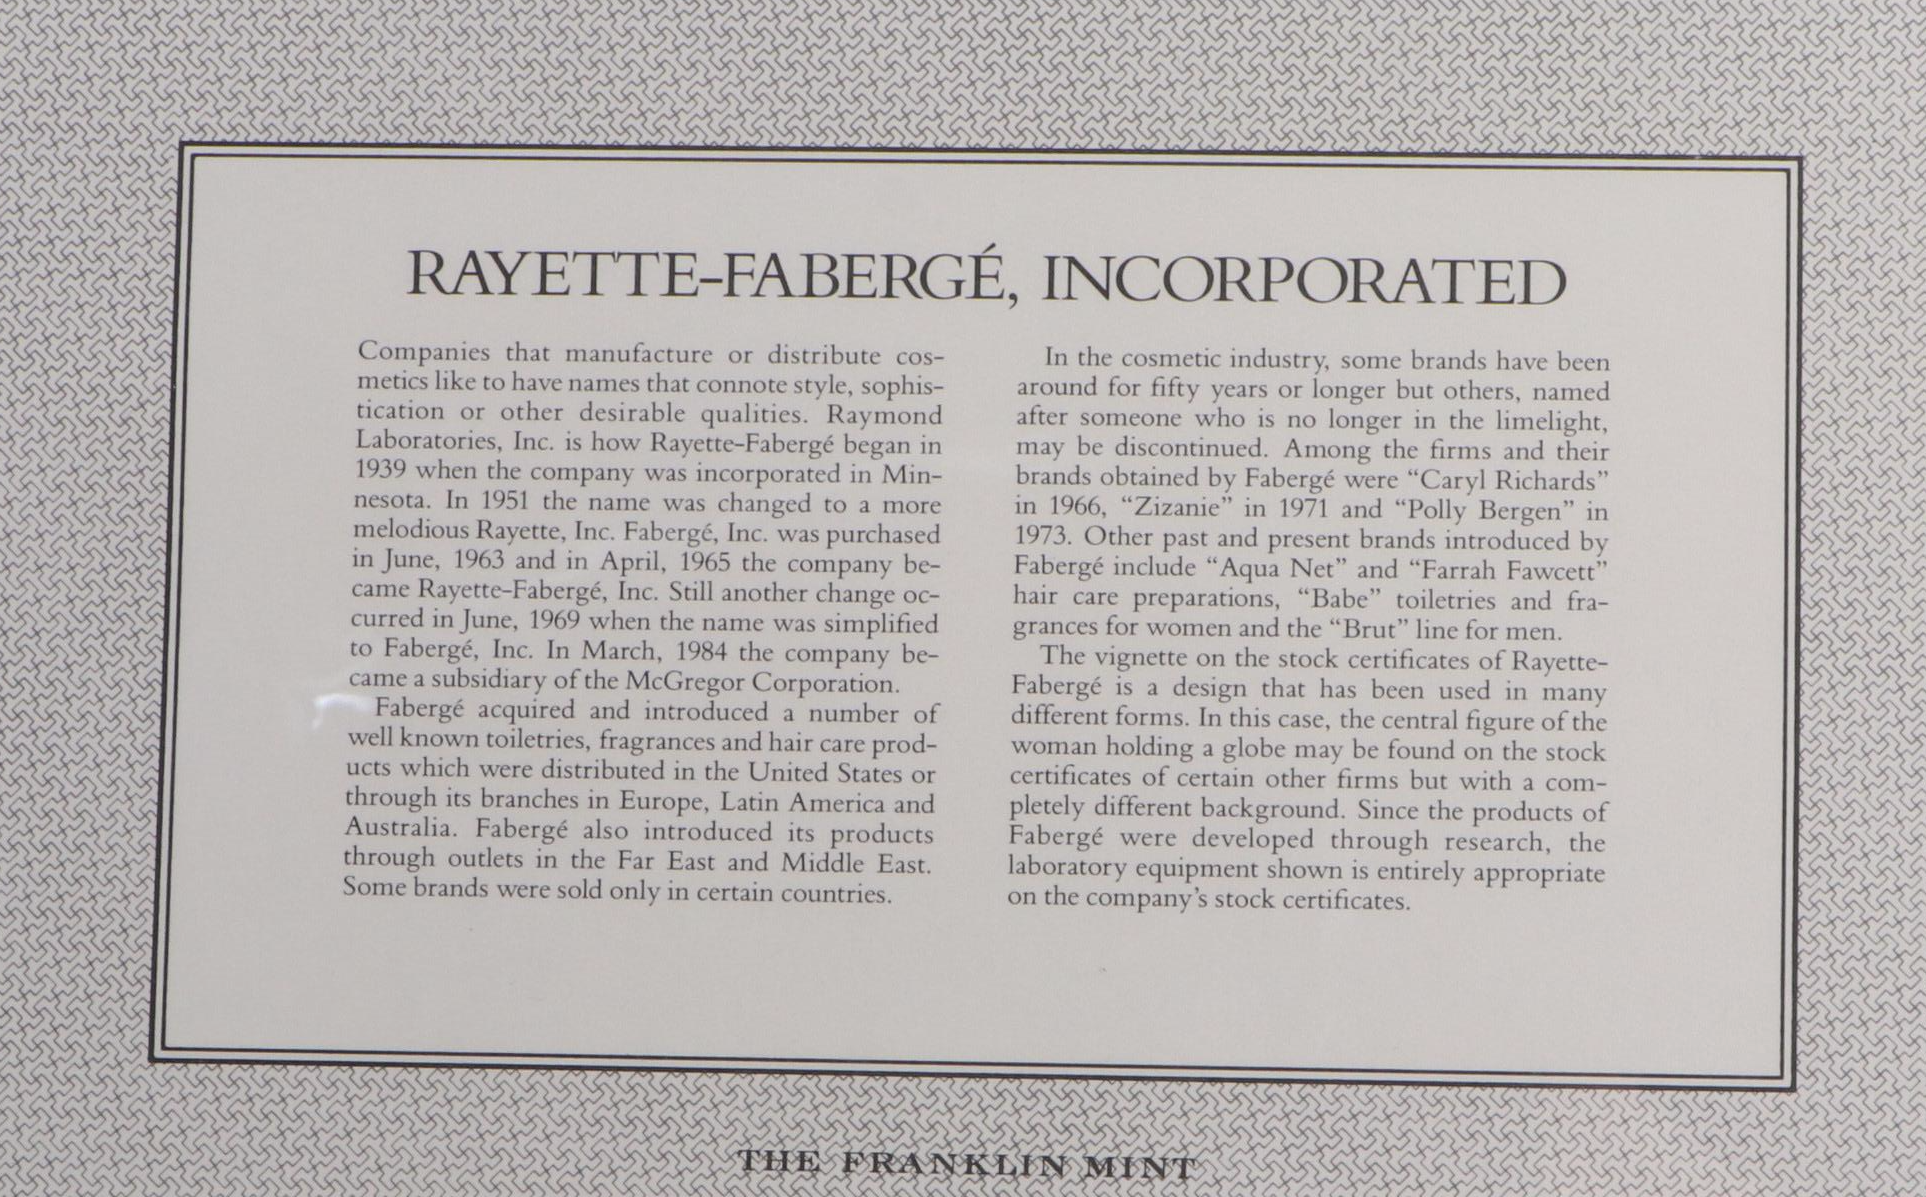 RAYETTE-FABERGÉ, INCORPORATED
Companies that manufacture or distribute cos-
metics like to have names that connote style, sophis-
tication or other desirable qualities. Raymond
Laboratories, Inc. is how Rayette-Fabergé began in
1939 when the company was incorporated in Min-
nesota. In 1951 the name was changed to a more
melodious Rayette, Inc. Fabergé, Inc. was purchased
in June, 1963 and in April, 1965 the company be-
came Rayette-Fabergé, Inc. Still another change oc-
curred in June, 1969 when the name was simplified
to Fabergé, Inc. In March, 1984 the company be-
came a subsidiary of the McGregor Corporation.
Fabergé acquired and introduced a number of
well known toiletries, fragrances and hair care prod-
ucts which were distributed in the United States or
through its branches in Europe, Latin America and
Australia. Fabergé also introduced its products
through outlets in the Far East and Middle East.
Some brands were sold only in certain countries.
In the cosmetic industry, some brands have been
around for fifty years or longer but others, named
after someone who is no longer in the limelight,
may be discontinued. Among the firms and their
brands obtained by Fabergé were “Caryl Richards”
in 1966, “Zizanie” in 1971 and “Polly Bergen” in
1973. Other past and present brands introduced by
Fabergé include “Aqua Net” and “Farrah Fawcett”
hair care preparations, “Babe” toiletries and fra-
grances for women and the “Brut” line for men.
The vignette on the stock certificates of Rayette-
Fabergé is a design that has been used in many
different forms. In this case, the central figure of the
woman holding a globe may be found on the stock
certificates of certain other firms but with a com-
pletely different background. Since the products of
Fabergé were developed through research, the
laboratory equipment shown is entirely appropriate
on the company’s stock certificates.
THE FRANKLIN MINT